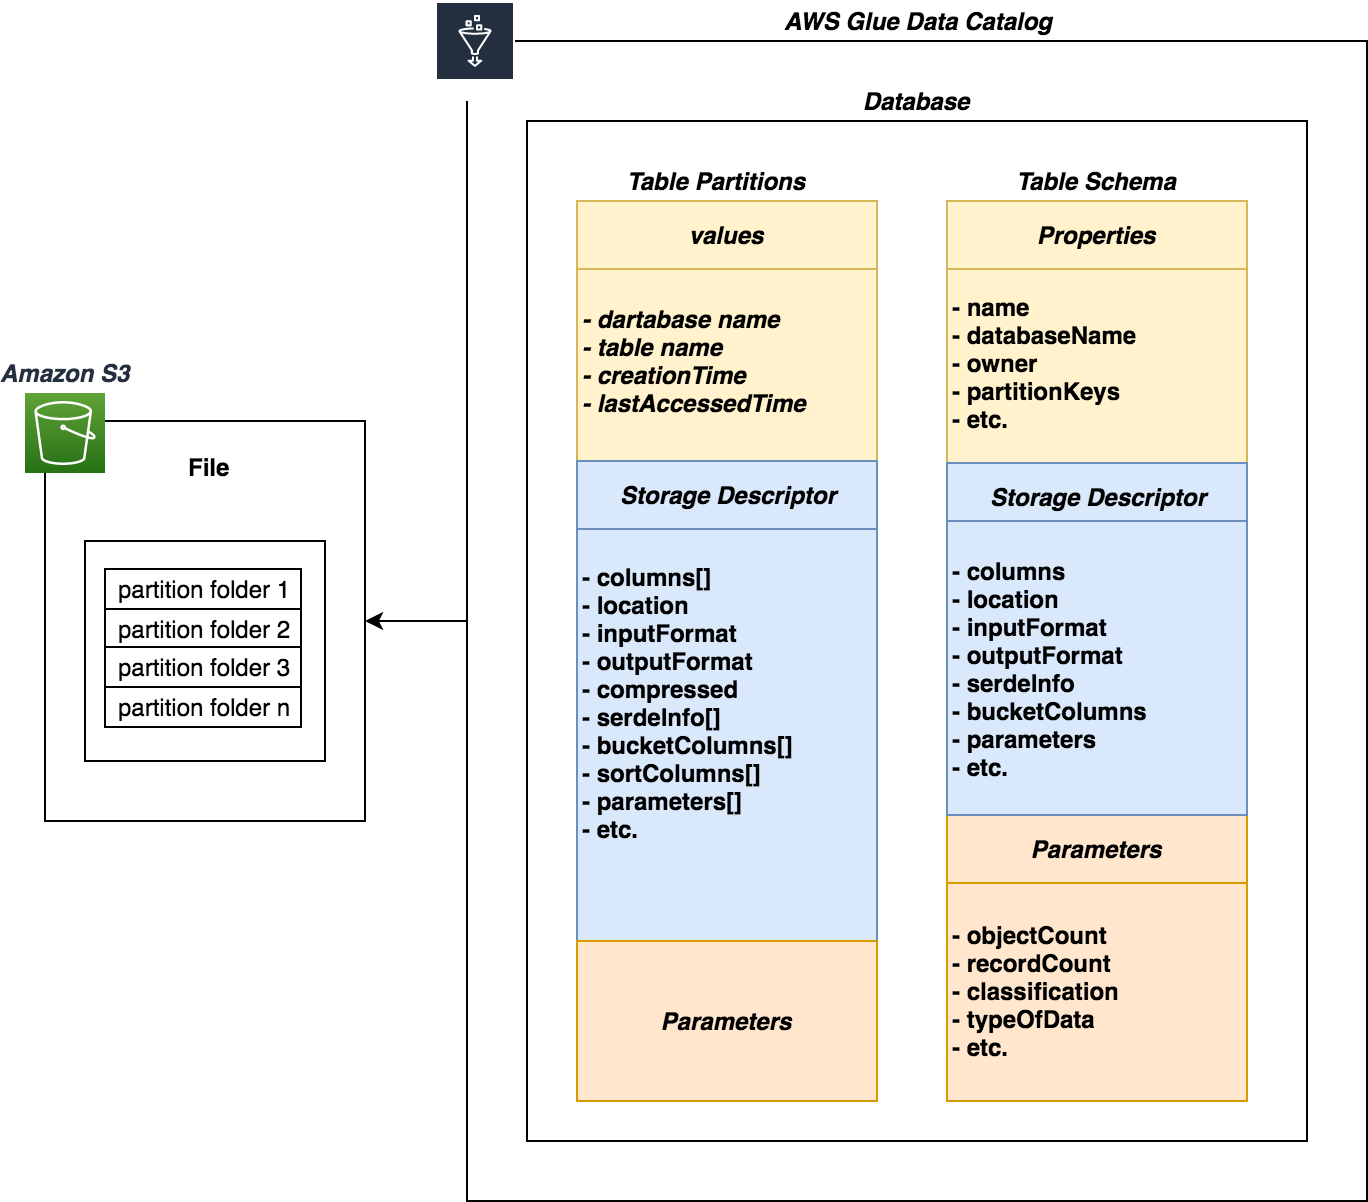 AWS Glue Data Catalog
Database
Table Partitions
values
- dartabase name
- table name
- creationTime
- lastAccessedTime
Storage Descriptor
- columns[]
- location
- inputFormat
- outputFormat
- compressed
- serdeInfo[]
- bucketColumns[]
- sortColumns[]
- parameters[]
- etc.
Parameters
Table Schema
Properties
- name
- databaseName
- owner
- partitionKeys
- etc.
Storage Descriptor
- columns
- location
- inputFormat
- outputFormat
- serdeInfo
- bucketColumns
- parameters
- etc.
Parameters
- objectCount
- recordCount
- classification
- typeOfData
- etc.
Amazon S3
File
partition folder 1
partition folder 2
partition folder 3
partition folder n